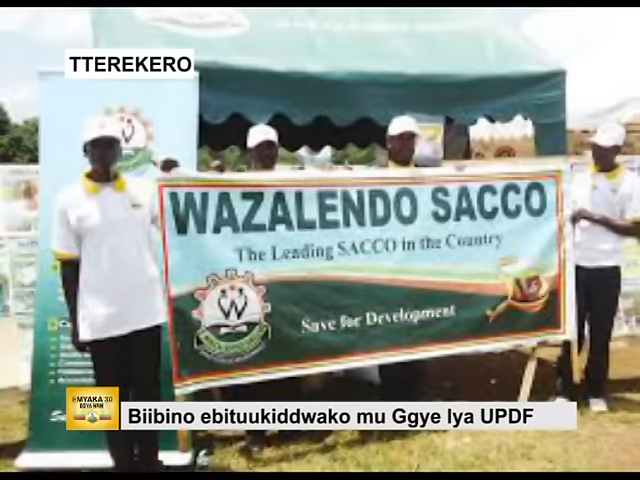 TTEREKERO
WAZALENDO SACCO
The Leading SACCO in the Country
Save for Development
W
Biibino ebituukiddwako mu Ggye lya UPDF